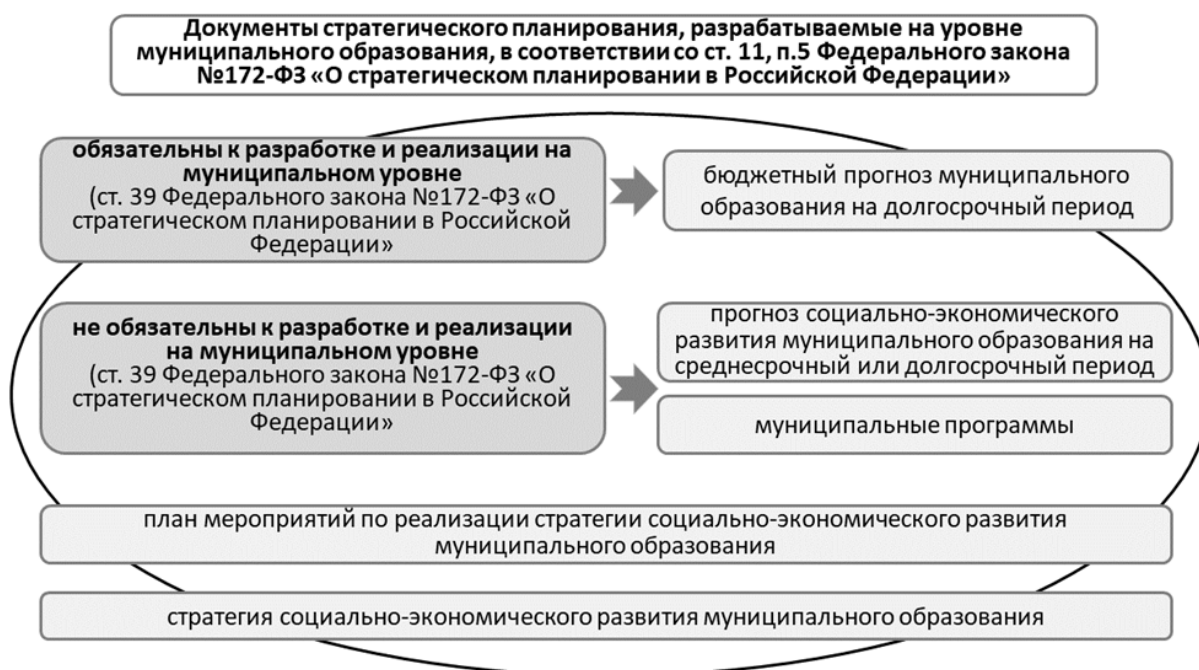 Документы стратегического планирования, разрабатываемые на уровне
муниципального образования, в соответствии со ст. 11, п.5 Федерального закона
№172-ФЗ «О стратегическом планировании в Российской Федерации»
обязательны к разработке и реализации на
муниципальном уровне
(ст. 39 Федерального закона №172-ФЗ «О
стратегическом планировании в Российской
Федерации»
бюджетный прогноз муниципального
образования на долгосрочный период
не обязательны к разработке и реализации
на муниципальном уровне
(ст. 39 Федерального закона №172-ФЗ «О
стратегическом планировании в Российской
Федерации»
прогноз социально-экономического
развития муниципального образования на
среднесрочный или долгосрочный период
муниципальные программы
план мероприятий по реализации стратегии социально-экономического развития
муниципального образования
стратегия социально-экономического развития муниципального образования